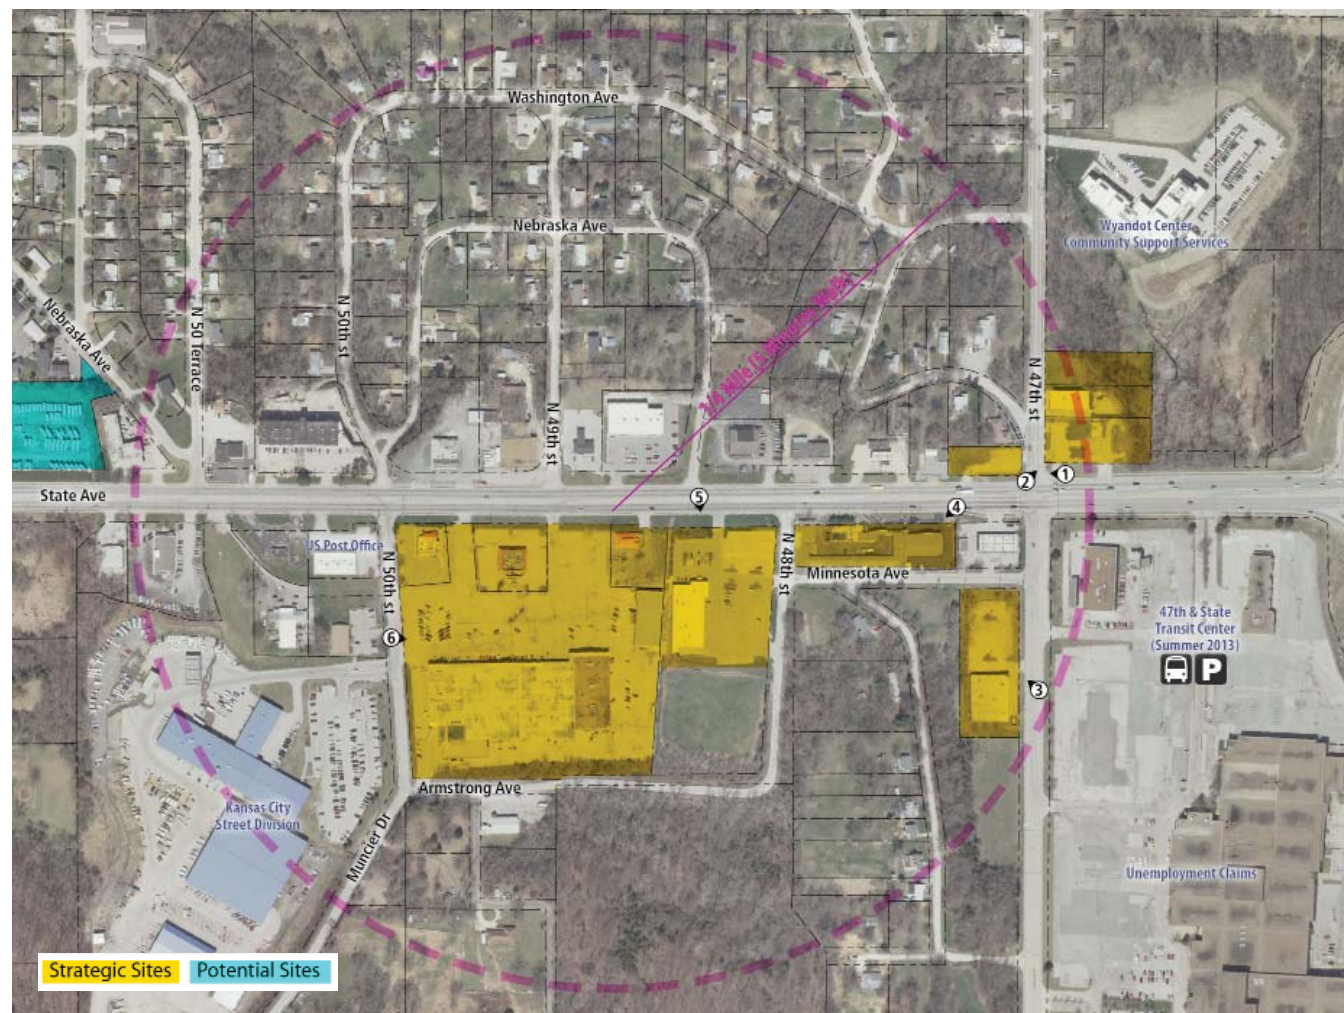 Washington Ave
Nebraska Ave
Wyandot Center
Community Support Services
N 50th st
N 50 Terrace
Nebraska Ave
1/4 Mile (5 Minutes Walk)
N 47th st
N 49th st
State Ave
1
2
5
4
US Post Office
N 50th st
N 48th st
Minnesota Ave
47th & State
Transit Center
(Summer 2013)
P
6
3
Armstrong Ave
Kansas City
Street Division
Muncier Dr
Unemployment Claims
Strategic Sites
Potential Sites